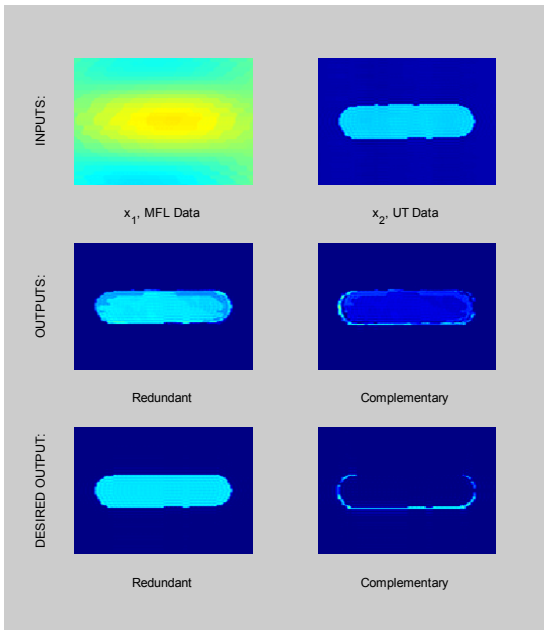 INPUTS:
x1, MFL Data
x2, UT Data
OUTPUTS:
Redundant
Complementary
DESIRED OUTPUT:
Redundant
Complementary